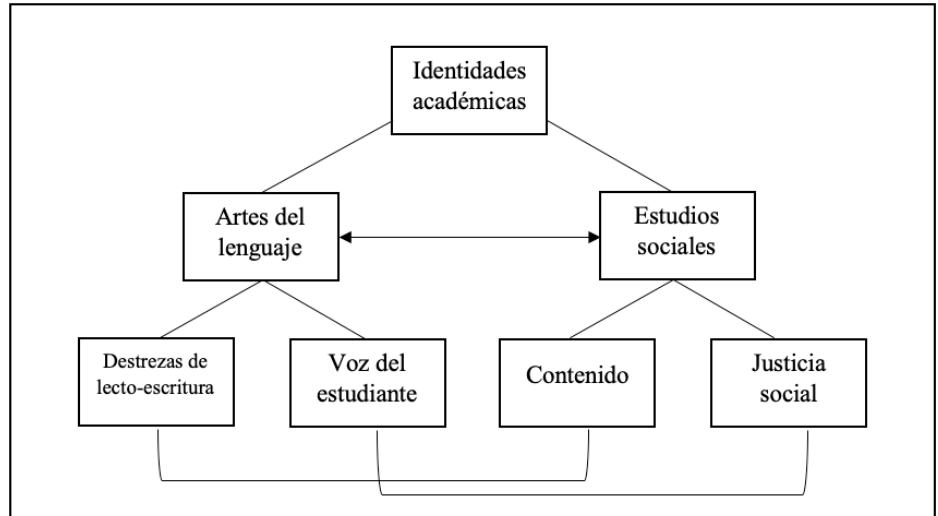 Identidades
académicas
Artes del
lenguaje
Estudios
sociales
Destrezas de
lecto-escritura
Voz del
estudiante
Contenido
Justicia
social